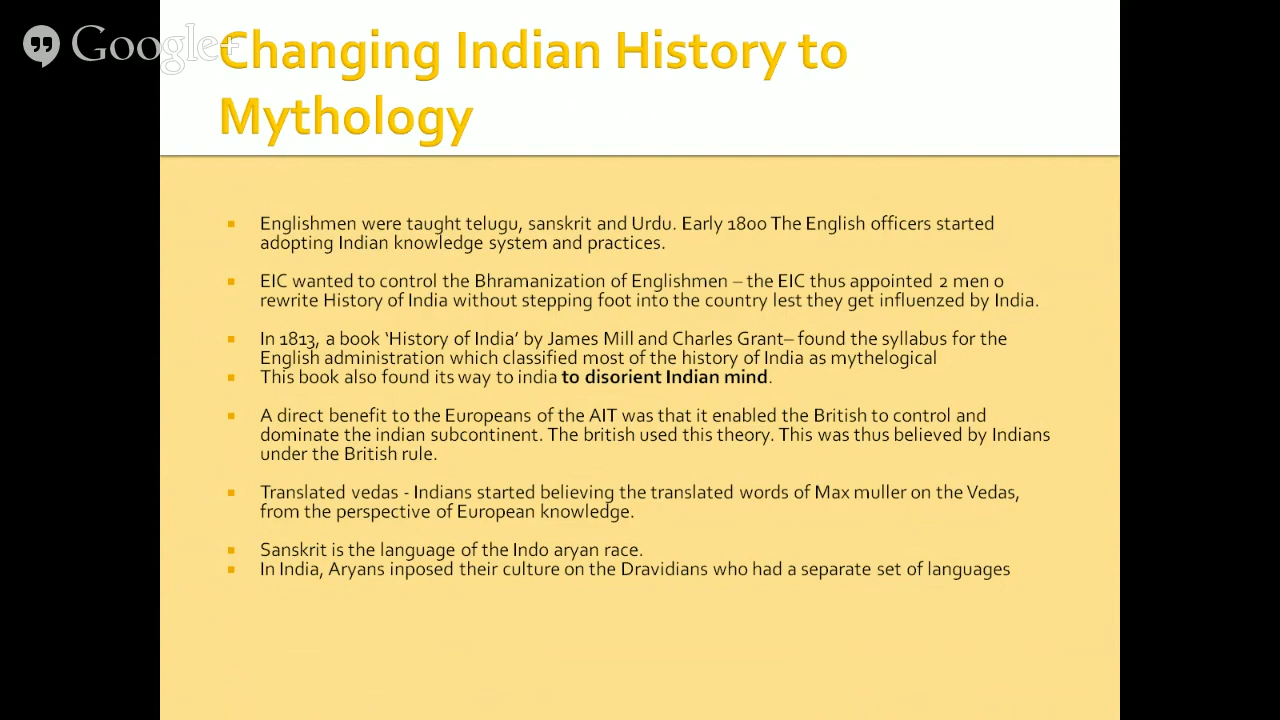 Google+
Changing Indian History to
Mythology
Englishmen were taught telugu, sanskrit and Urdu. Early 1800 The English officers started
adopting Indian knowledge system and practices.
EIC wanted to control the Bhramanization of Englishmen – the EIC thus appointed 2 men o
rewrite History of India without stepping foot into the country lest they get influenzed by India.
In 1813, a book ‘History of India’ by James Mill and Charles Grant– found the syllabus for the
English administration which classified most of the history of India as mythelogical
This book also found its way to india to disorient Indian mind.
A direct benefit to the Europeans of the AIT was that it enabled the British to control and
dominate the indian subcontinent. The british used this theory. This was thus believed by Indians
under the British rule.
Translated vedas - Indians started believing the translated words of Max muller on the Vedas,
from the perspective of European knowledge.
Sanskrit is the language of the Indo aryan race.
In India, Aryans inposed their culture on the Dravidians who had a separate set of languages